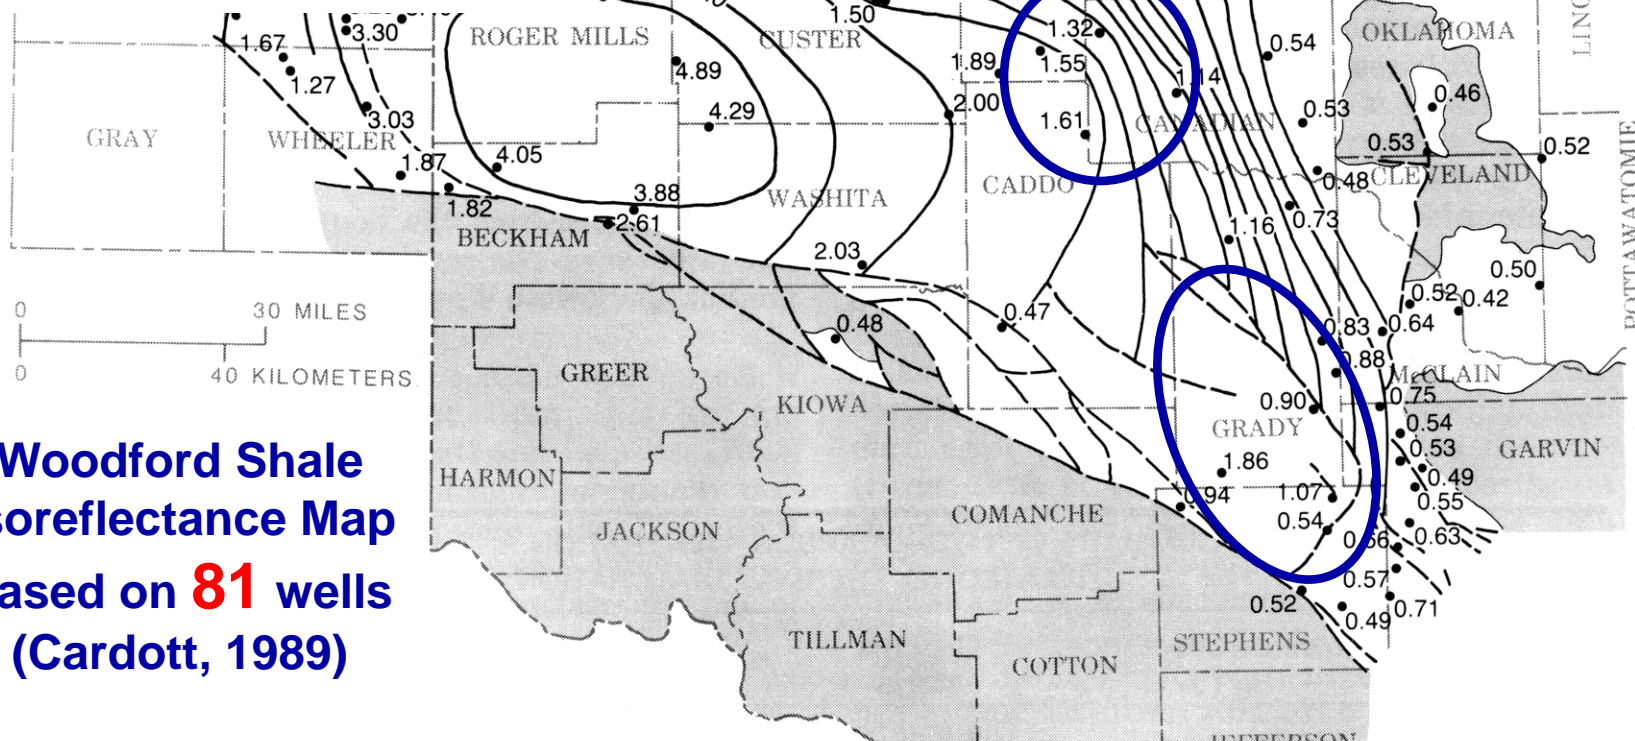 1.50
3.30
ROGER MILLS
CUSTER
1.32
OKLAHOMA
1.67
0.54
1.89
1.55
4.89
1.27
1.14
0.46
3.03
4.29
2.00
0.53
1.61
CANADIAN
GRAY
WHEELER
0.53
0.52
1.87
4.05
POTTAWATOMIE
CADDO
0.48
CLEVELAND
3.88
WASHITA
1.82
2.61
0.73
1.16
BECKHAM
2.03
0.50
0 30 MILES
0.52
0.42
0.47
0.48
0.83
0.64
0 40 KILOMETERS
GREER
0.88
McCLAIN
KIOWA
0.90
0.75
GRADY
0.54
Woodford Shale
0.53
GARVIN
HARMON
1.86
0.49
soreflectance Map
0.94
1.07
0.55
COMANCHE
JACKSON
0.54
0.63
ased on 81 wells
0.57
0.52
0.49
0.71
(Cardott, 1989)
TILLMAN
STEPHENS
COTTON